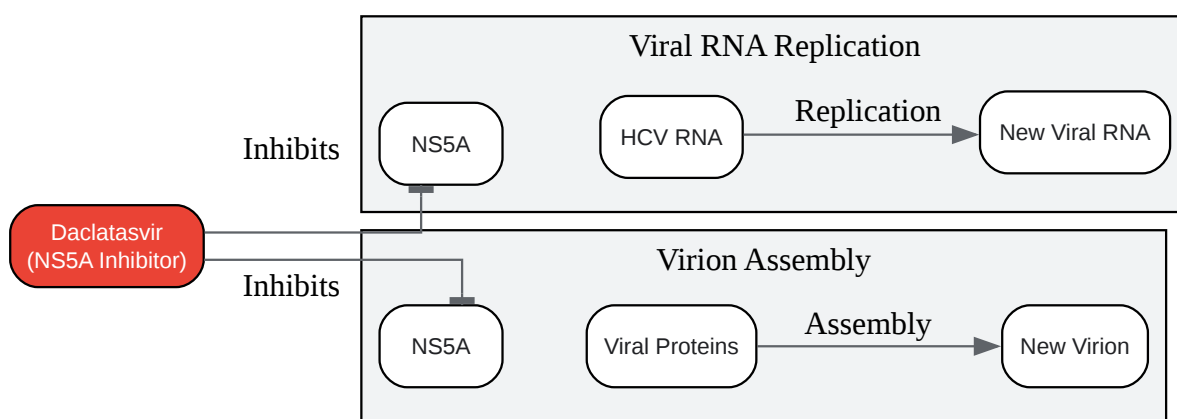 Viral RNA Replication
Inhibits
NS5A
HCV RNA
Replication
New Viral RNA
Daclatasvir
(NS5A Inhibitor)
Inhibits
Virion Assembly
NS5A
Viral Proteins
Assembly
New Virion